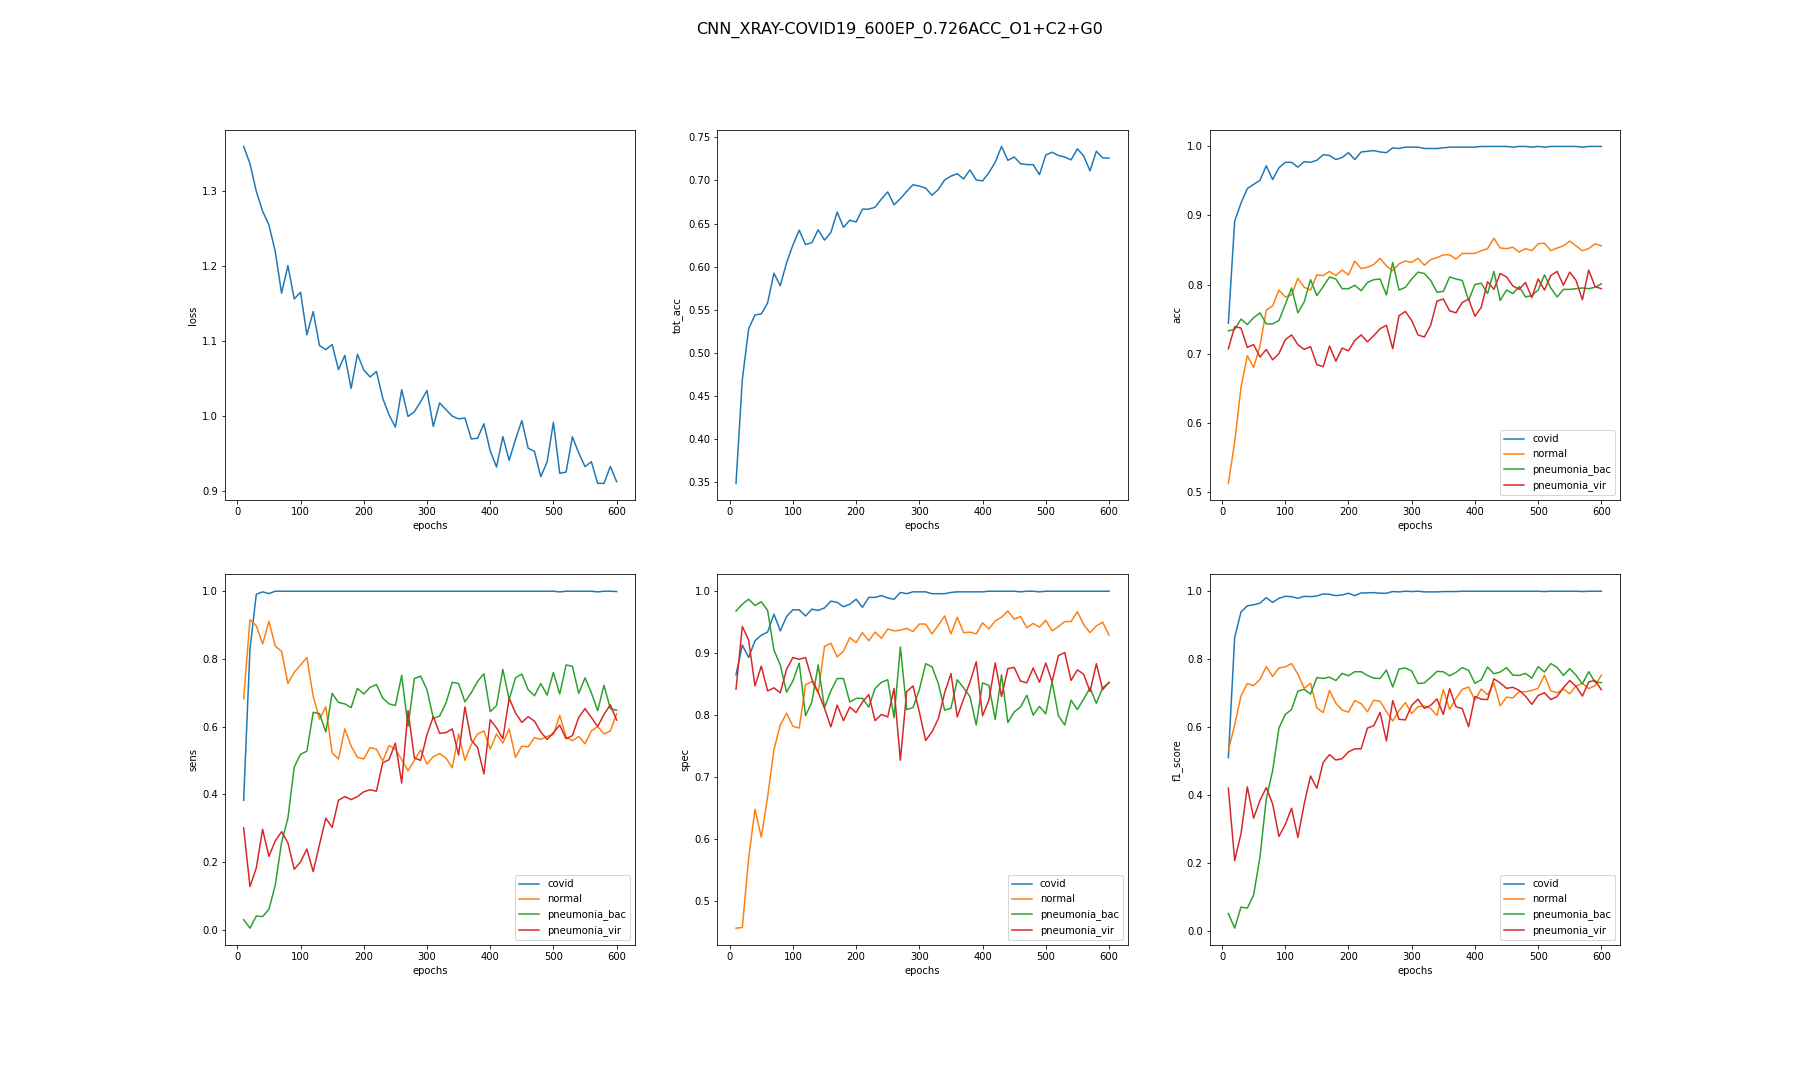 CNN_XRAY-COVID19_600EP_0.726ACC_O1+C2+G0
loss
1.3
1.2
1.1
1.0
0.9
0 100 200 300 400 500 600
epochs
tot_acc
0.75
0.70
0.65
0.60
0.55
0.50
0.45
0.40
0.35
0 100 200 300 400 500 600
epochs
acc
1.0
0.9
0.8
0.7
0.6
0.5
covid
normal
pneumonia_bac
pneumonia_vir
0 100 200 300 400 500 600
epochs
sens
1.0
0.8
0.6
0.4
0.2
0.0
covid
normal
pneumonia_bac
pneumonia_vir
0 100 200 300 400 500 600
epochs
spec
1.0
0.9
0.8
0.7
0.6
0.5
covid
normal
pneumonia_bac
pneumonia_vir
0 100 200 300 400 500 600
epochs
f1_score
1.0
0.8
0.6
0.4
0.2
0.0
covid
normal
pneumonia_bac
pneumonia_vir
0 100 200 300 400 500 600
epochs